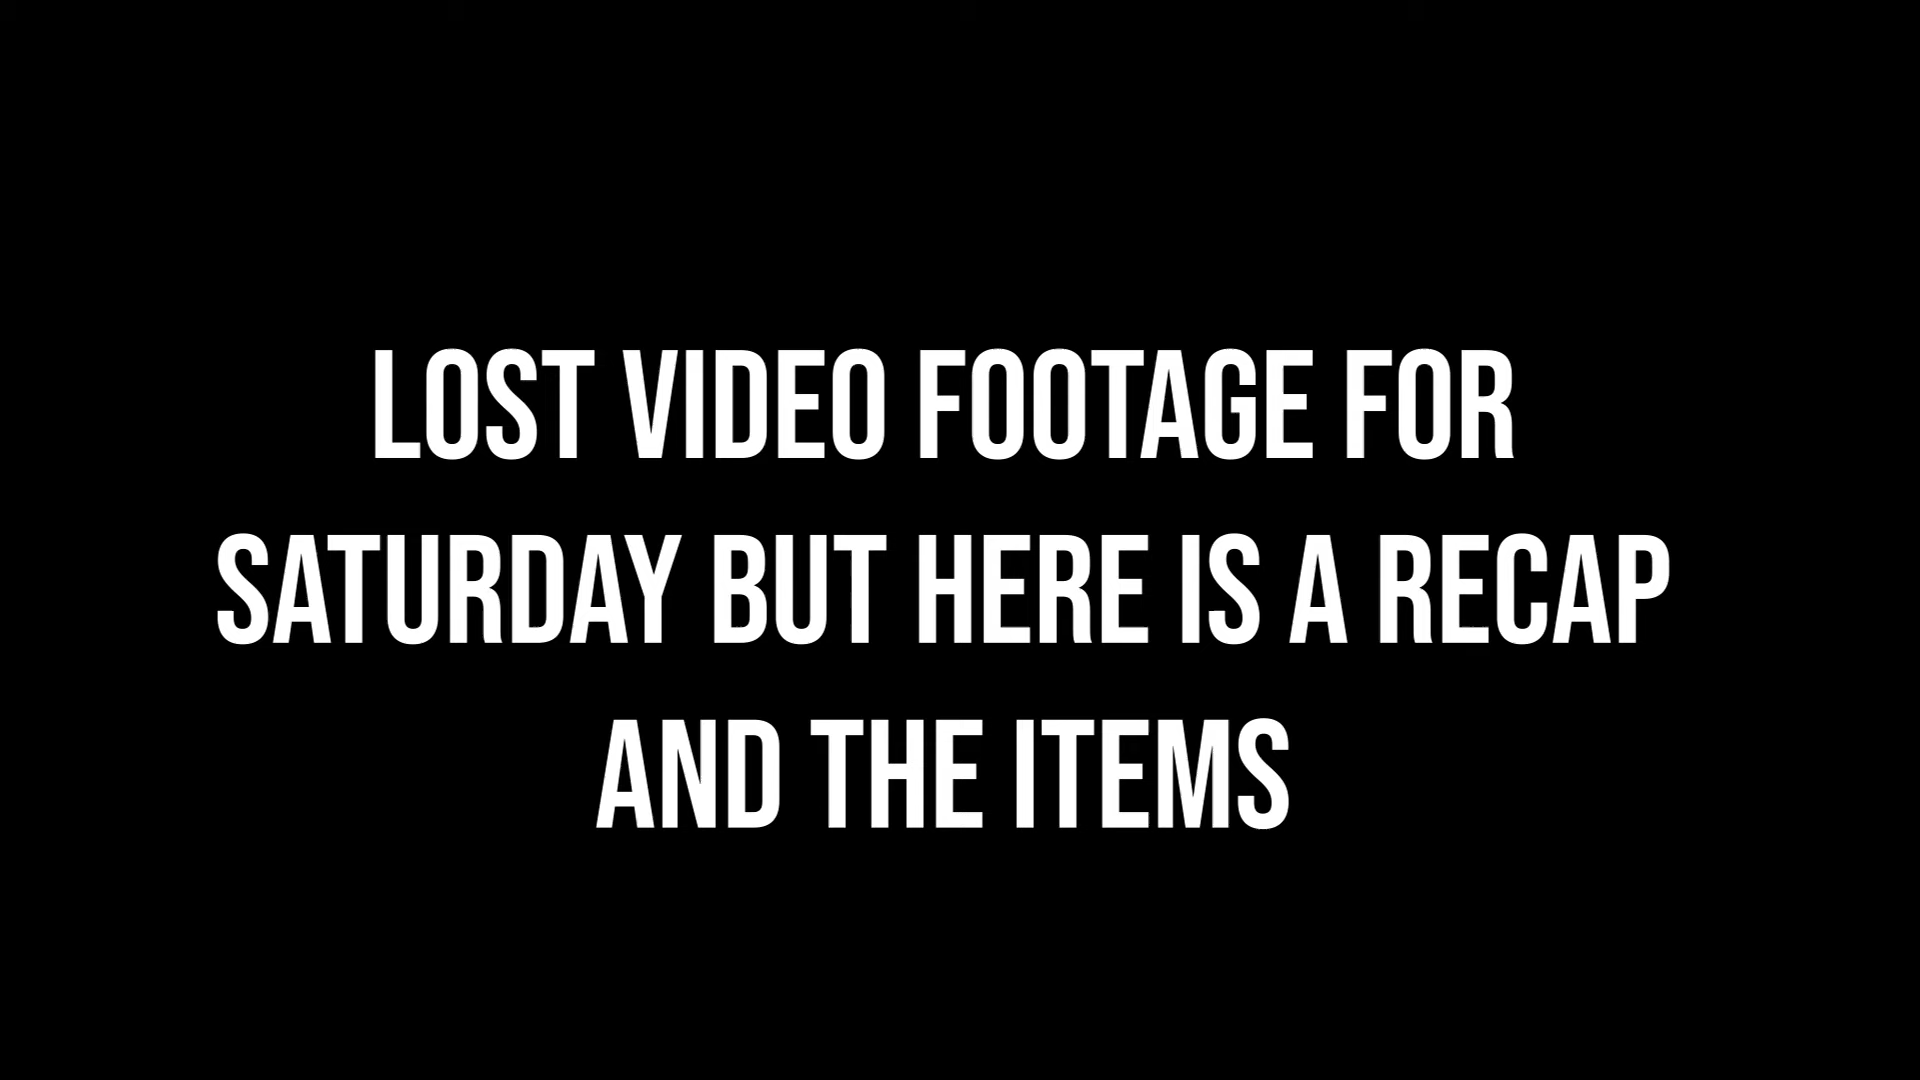 LOST VIDEO FOOTAGE FOR
SATURDAY BUT HERE IS A RECAP
AND THE ITEMS